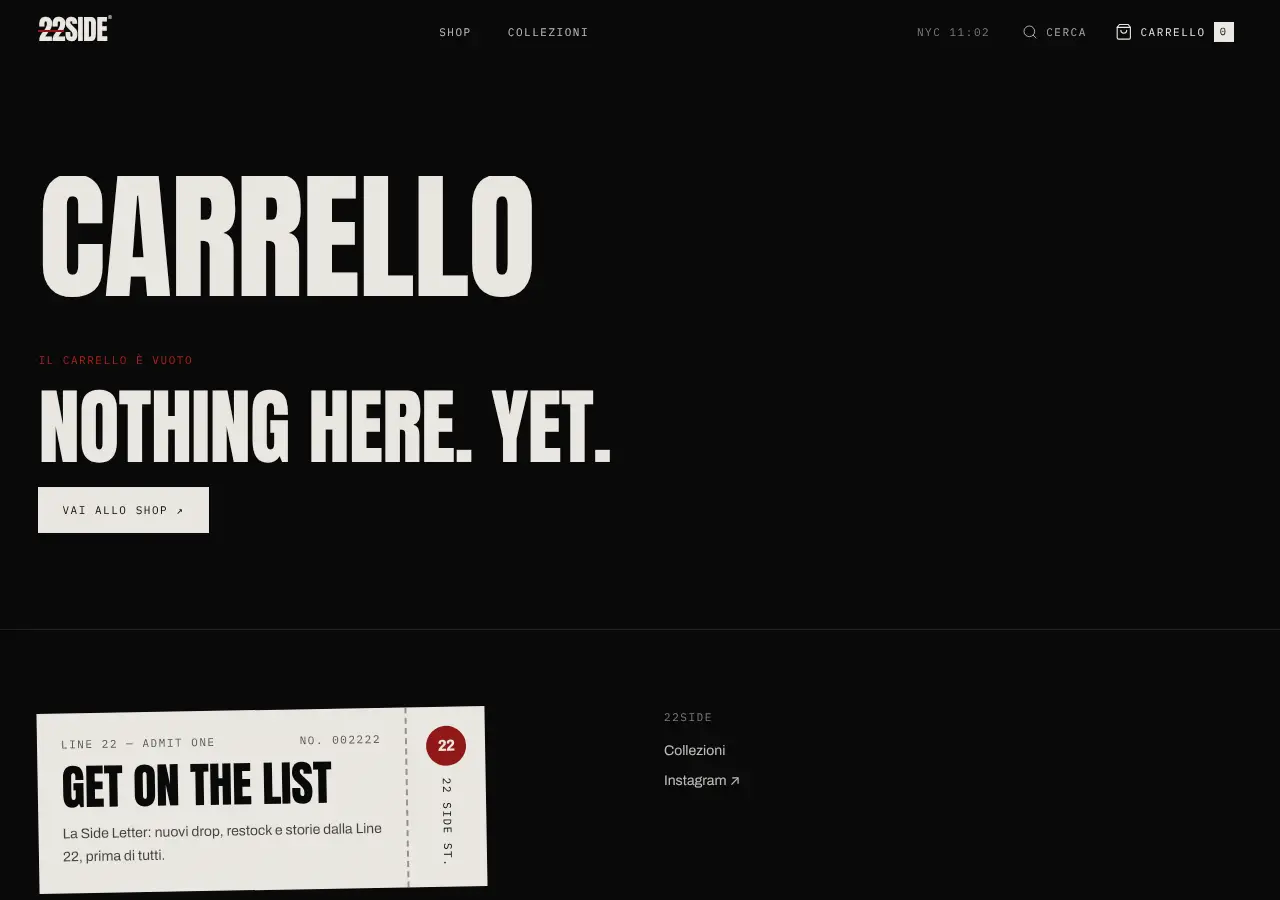 22SIDE
SHOP
COLLEZIONI
NYC 11:02
CERCA
CARRELLO 0
CARRELLO
IL CARRELLO È VUOTO
NOTHING HERE. YET.
VAI ALLO SHOP ↗
LINE 22 — ADMIT ONE
NO. 002222
GET ON THE LIST
La Side Letter: nuovi drop, restock e storie dalla Line
22, prima di tutti.
22
22 SIDE ST.
22SIDE
Collezioni
Instagram ↗